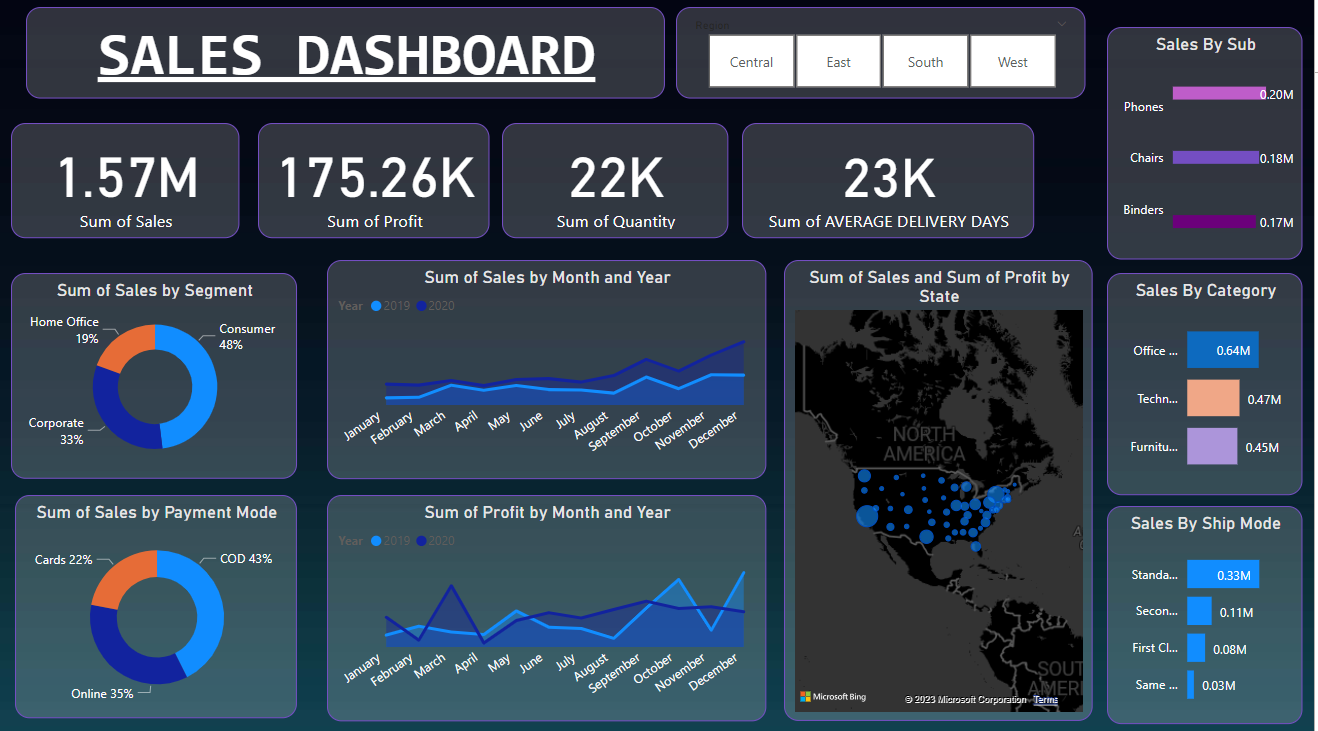 SALES DASHBOARD
Region
Central
East
South
West
Sales By Sub
Phones
0.20M
Chairs
0.18M
Binders
0.17M
1.57M
Sum of Sales
175.26K
Sum of Profit
22K
Sum of Quantity
23K
Sum of AVERAGE DELIVERY DAYS
Sum of Sales by Segment
Home Office
19%
Consumer
48%
Corporate
33%
Sum of Sales by Month and Year
Year 2019 2020
January
February
March
April
May
June
July
August
September
October
November
December
Sum of Sales and Sum of Profit by
State
NORTH
AMERICA
SOUT
AMERI
Microsoft Bing
© 2023 Microsoft Corporation Terms
Sales By Category
Office ...
0.64M
Techn...
0.47M
Furnitu...
0.45M
Sum of Sales by Payment Mode
Cards 22%
COD 43%
Online 35%
Sum of Profit by Month and Year
Year 2019 2020
January
February
March
April
May
June
July
August
September
October
November
December
Sales By Ship Mode
Standa...
0.33M
Secon...
0.11M
First Cl...
0.08M
Same ...
0.03M